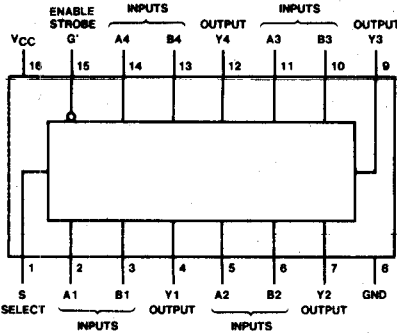 INPUTS INPUTS
ENABLE STROBE OUTPUT OUTPUT
VCC G' A4 B4 Y4 A3 B3 Y3
16 15 14 13 12 11 10 9
1 2 3 4 5 6 7 8
S A1 B1 Y1 A2 B2 Y2 GND
SELECT OUTPUT OUTPUT
INPUTS INPUTS